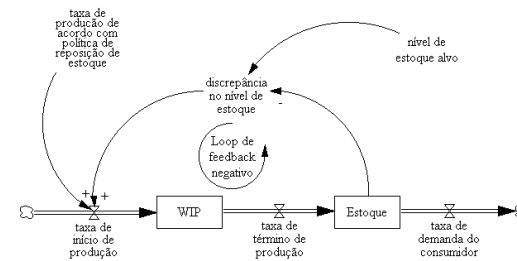 taxa de
produção de
acordo com
política de
reposição de
estoque
nível de
estoque alvo
discrepância
no nível de
estoque
-
Loop de
feedback
negativo
+ +
WIP
Estoque
taxa de
início de
produção
taxa de
término de
produção
taxa de
demanda do
consumidor